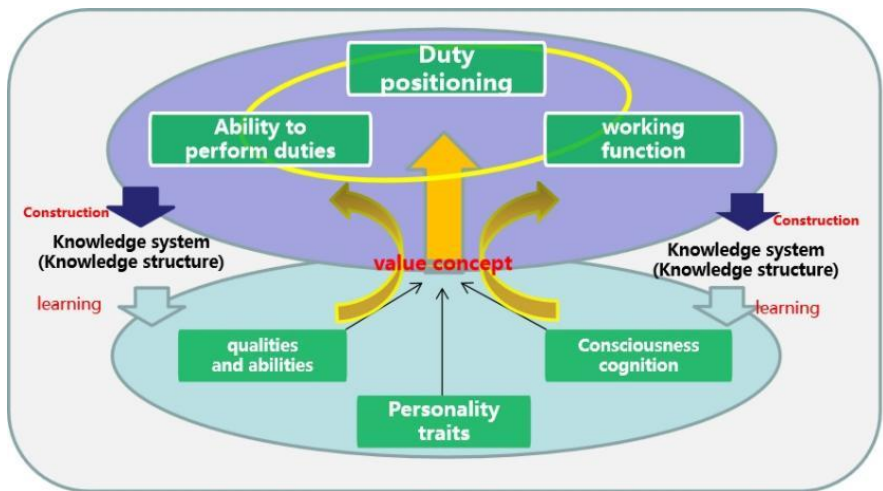 Duty
positioning
Ability to
perform duties
working
function
Construction
Knowledge system
(Knowledge structure)
learning
Construction
Knowledge system
(Knowledge structure)
learning
value concept
qualities
and abilities
Consciousness
cognition
Personality
traits